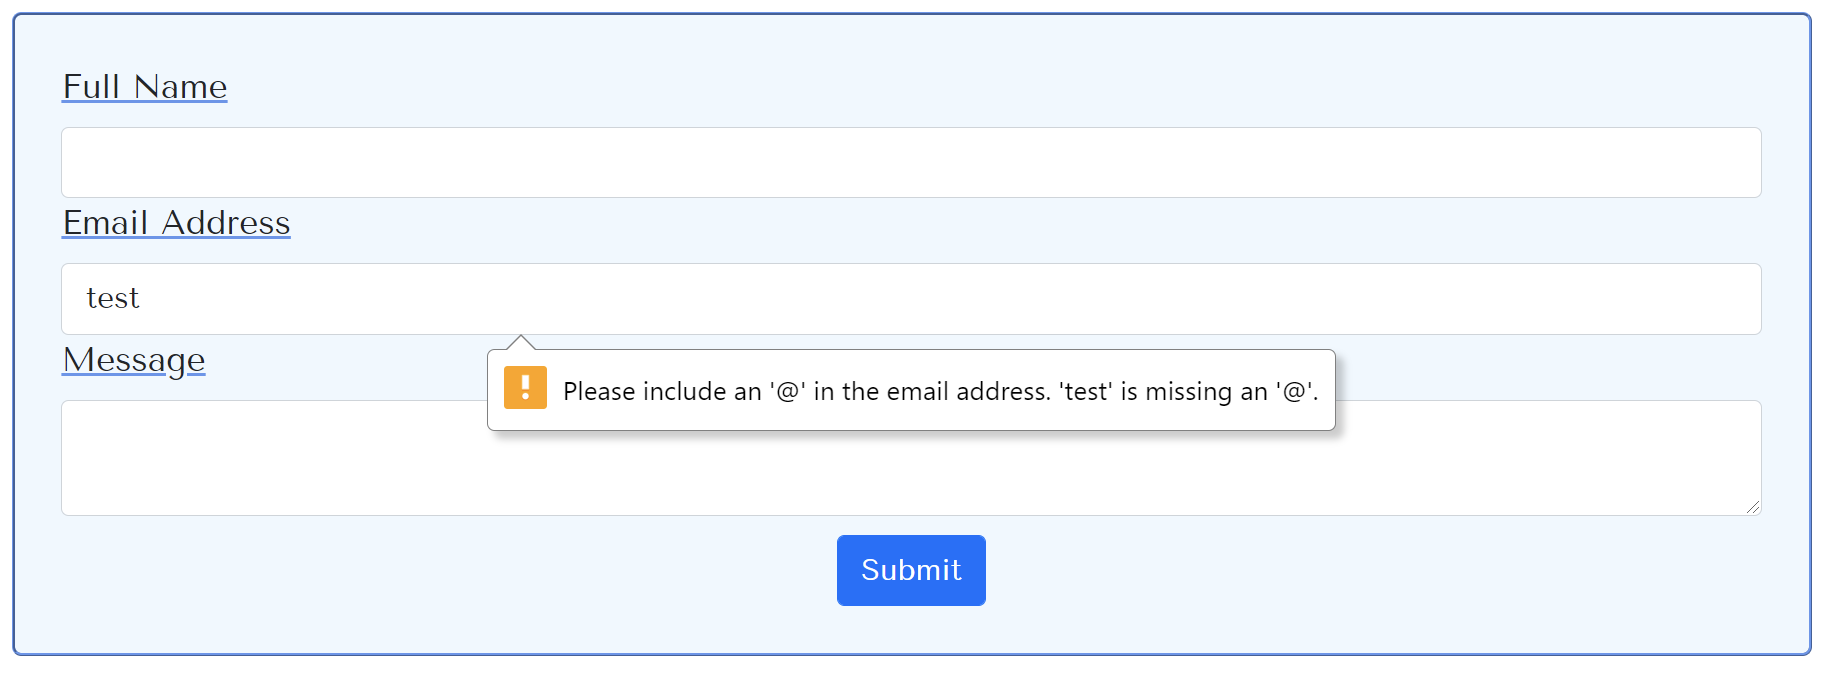 Full Name
Email Address
test
Message
Please include an '@' in the email address. 'test' is missing an '@'.
Submit